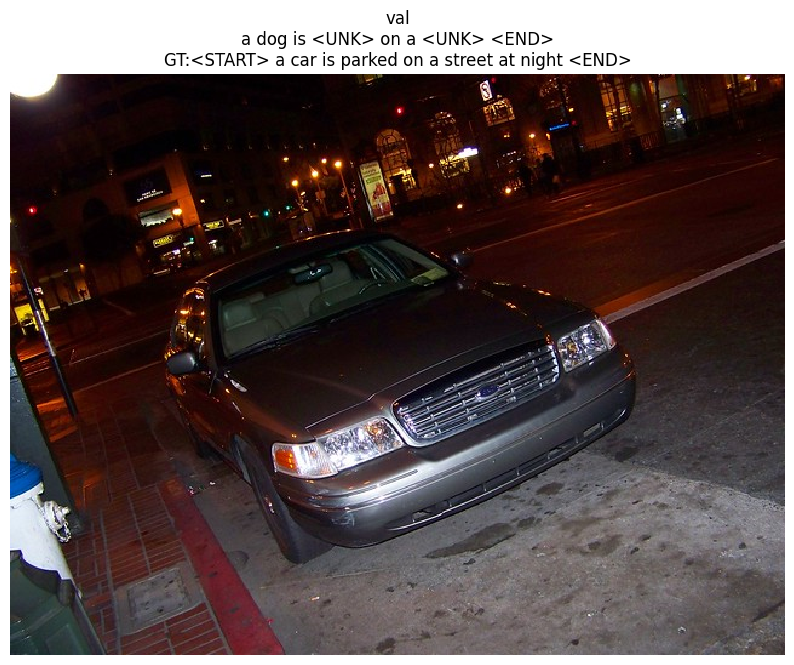 val
a dog is <UNK> on a <UNK> <END>
GT:<START> a car is parked on a street at night <END>